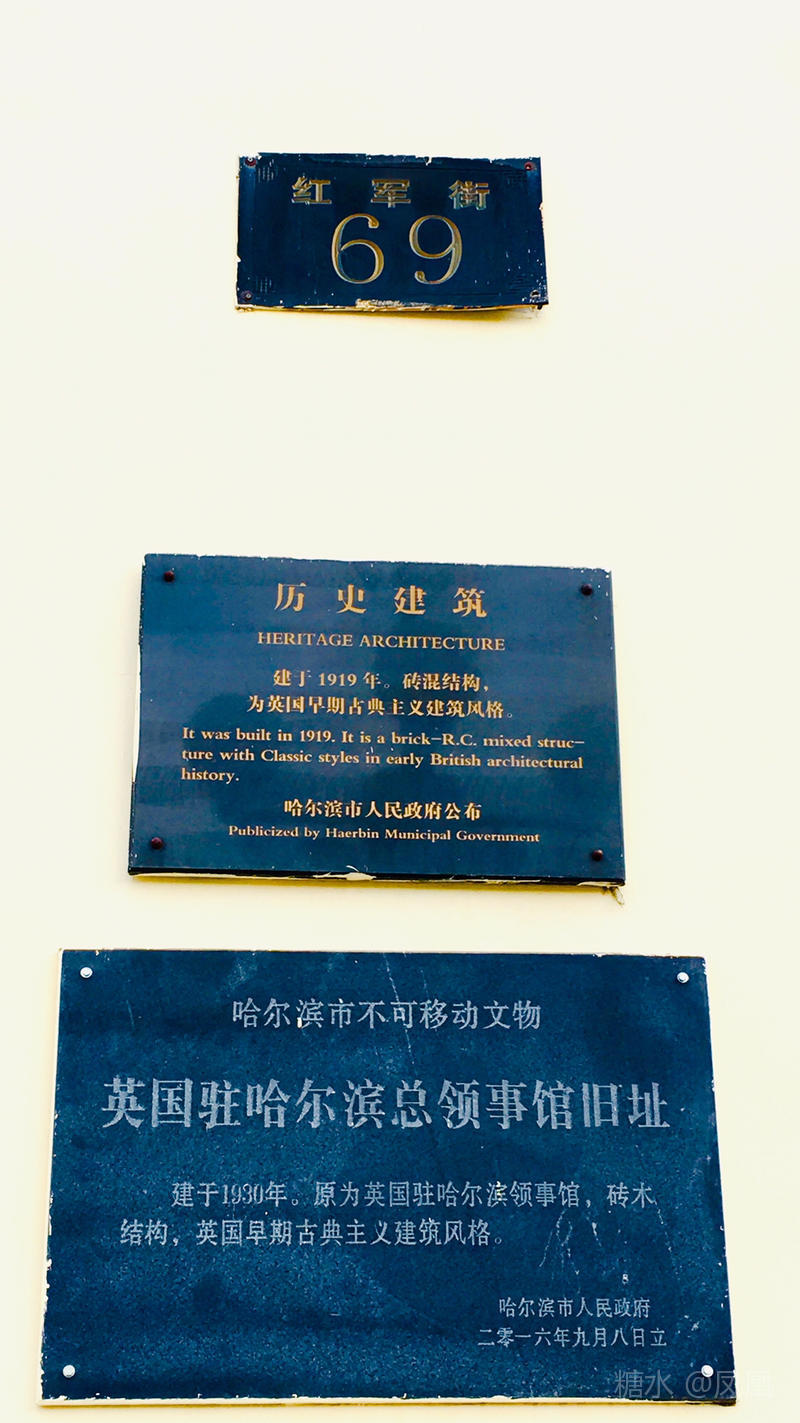 红军街
69
历史建筑
HERITAGE ARCHITECTURE
建于1919年。砖混结构，
为英国早期古典主义建筑风格。
It was built in 1919. It is a brick-R.C. mixed struc-
ture with Classic styles in early British architectural
history.
哈尔滨市人民政府公布
Publicized by Haerbin Municipal Government
哈尔滨市不可移动文物
英国驻哈尔滨总领事馆旧址
建于1930年。原为英国驻哈尔滨领事馆，砖木
结构，英国早期古典主义建筑风格。
哈尔滨市人民政府
二零一六年九月八日立
糖水 @凤凰